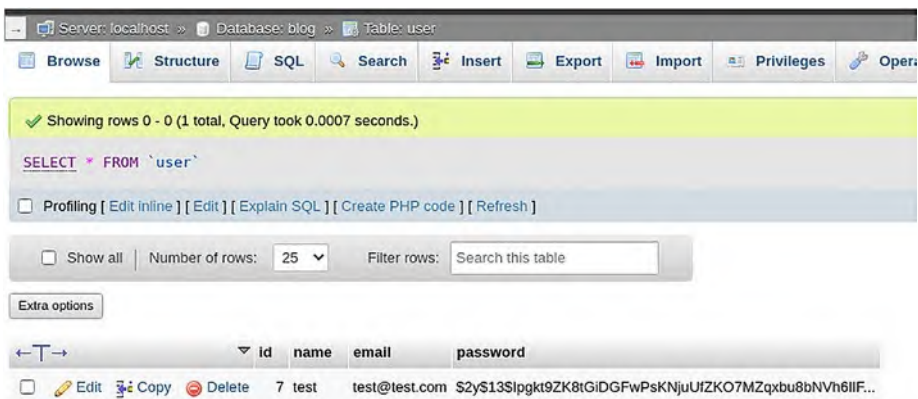 Server: localhost » Database: blog » Table: user
Browse Structure SQL Search Insert Export Import Privileges Opera
Showing rows 0 - 0 (1 total, Query took 0.0007 seconds.)
SELECT * FROM `user`
Profiling [ Edit inline ] [ Edit ] [ Explain SQL ] [ Create PHP code ] [ Refresh ]
Show all Number of rows: 25 Filter rows: Search this table
Extra options
←T→ id name email password
Edit Copy Delete 7 test test@test.com